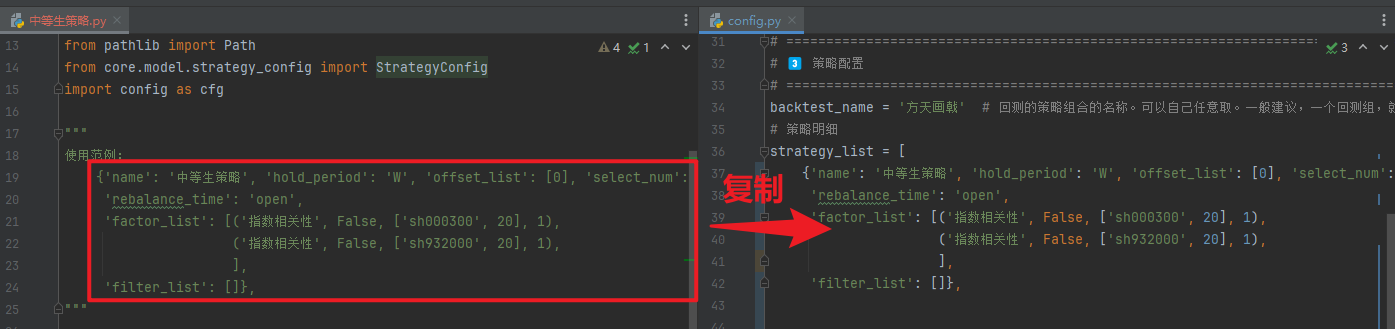 中等生策略.py
13 from pathlib import Path
14 from core.model.strategy_config import StrategyConfig
15 import config as cfg
16
17 """
18 使用范例:
19 {'name': '中等生策略', 'hold_period': 'W', 'offset_list': [0], 'select_num':
20 'rebalance_time': 'open',
21 'factor_list': [('指数相关性', False, ['sh000300', 20], 1),
22 ('指数相关性', False, ['sh932000', 20], 1),
23 ],
24 'filter_list': []},
25 """
4
1
复制
config.py
31 # ================================================================
32 # 3 策略配置
33 # ================================================================
34 backtest_name = '方天画戟' # 回测的策略组合的名称。可以自己任意取。一般建议，一个回测组，
35 # 策略明细
36 strategy_list = [
37 {'name': '中等生策略', 'hold_period': 'W', 'offset_list': [0], 'select_num':
38 'rebalance_time': 'open',
39 'factor_list': [('指数相关性', False, ['sh000300', 20], 1),
40 ('指数相关性', False, ['sh932000', 20], 1),
41 ],
42 'filter_list': []},
43
3